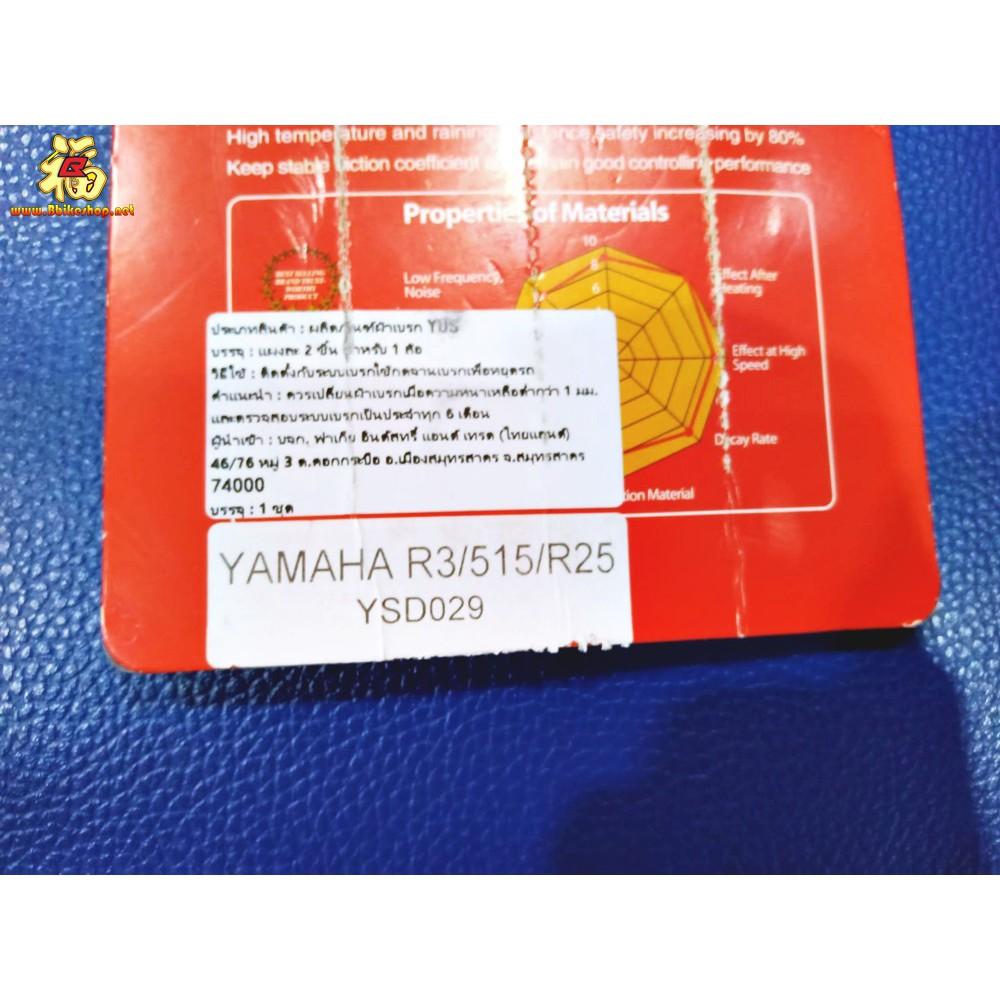 福
B
www.Bbikeshop.net
High temperature and raining safety increasing by 80%
Keep stable friction coefficient good controlling performance
Properties of Materials
10
8
6
Low Frequency
Noise
BEST SELLING
BRAND TRUST-
WORTHY
PRODUCT
Effect After
Heating
Effect at High
Speed
Decay Rate
Material
ประเภทสินค้า : ผลิตภัณฑ์ผ้าเบรก YUS
บรรจุ : แผงละ 2 ชิ้น สำหรับ 1 ล้อ
วิธีใช้ : ติดตั้งกับระบบเบรกใช้กดจานเบรกเพื่อหยุดรถ
คำแนะนำ : ควรเปลี่ยนผ้าเบรกเมื่อความหนาเหลือต่ำกว่า 1 มม.
และตรวจสอบระบบเบรกเป็นประจำทุก 6 เดือน
ผู้นำเข้า : บจก. ฟาเกีย อินดัสทรี่ แอนด์ เทรด (ไทยแลนด์)
46/76 หมู่ 3 ต.คอกกระบือ อ.เมืองสมุทรสาคร จ.สมุทรสาคร
74000
บรรจุ : 1 ชุด
YAMAHA R3/515/R25
YSD029